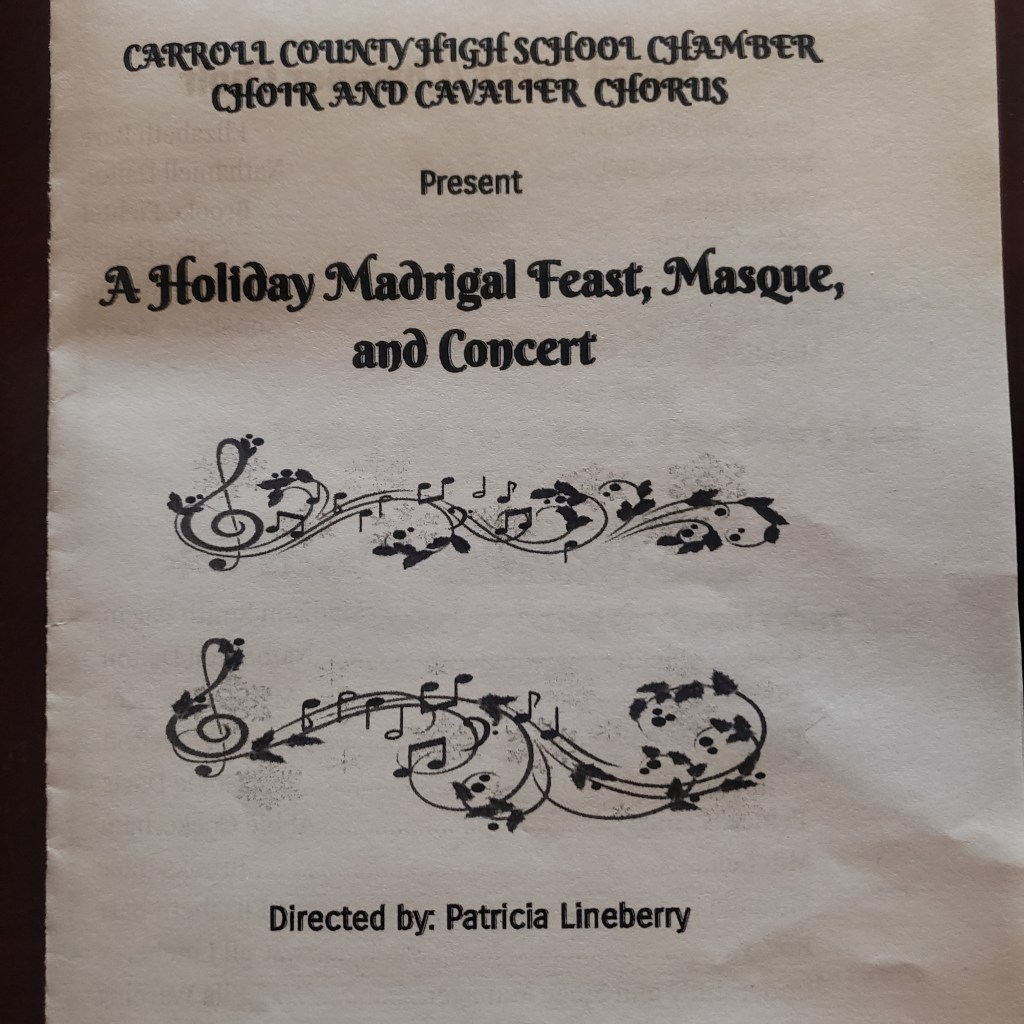 CARROLL COUNTY HIGH SCHOOL CHAMBER
CHOIR AND CAVALIER CHORUS
Present
A Holiday Madrigal Feast, Masque,
and Concert
Directed by: Patricia Lineberry